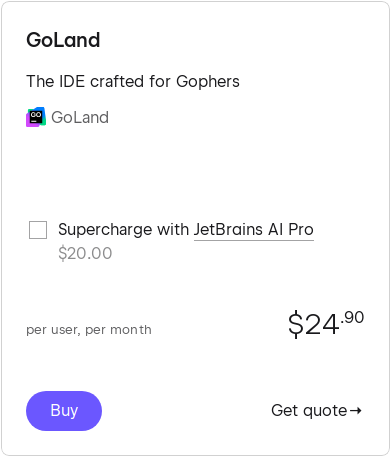 GoLand
The IDE crafted for Gophers
GO GoLand
Supercharge with JetBrains AI Pro
$20.00
per user, per month
$24.90
Buy
Get quote→